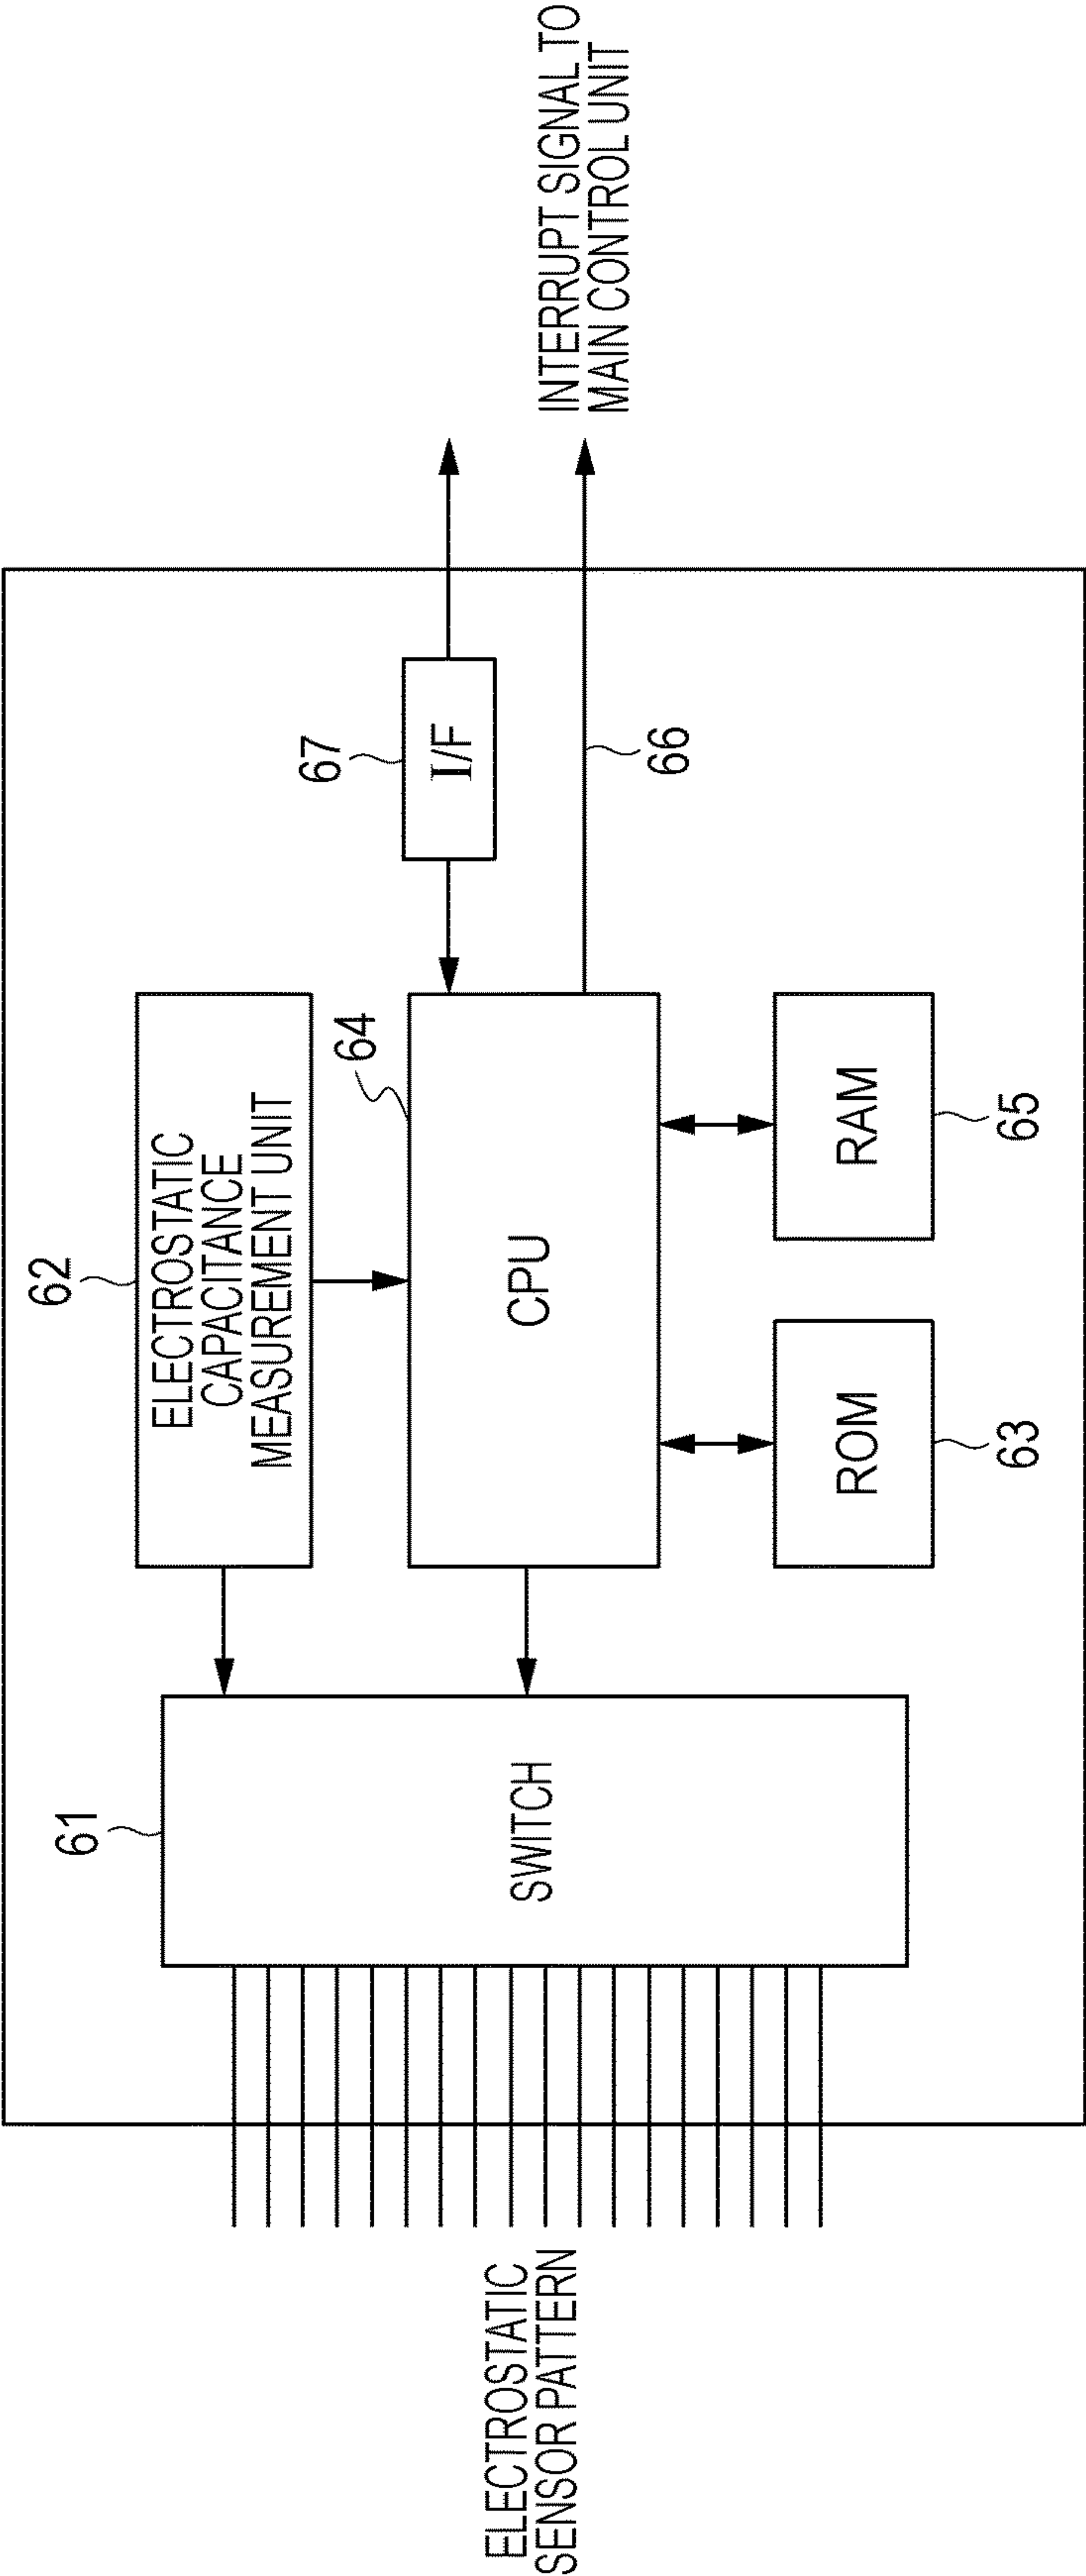 ELECTROSTATIC
SENSOR PATTERN
61
SWITCH
62
ELECTROSTATIC
CAPACITANCE
MEASUREMENT UNIT
64
CPU
63
ROM
65
RAM
67
I/F
66
INTERRUPT SIGNAL TO
MAIN CONTROL UNIT